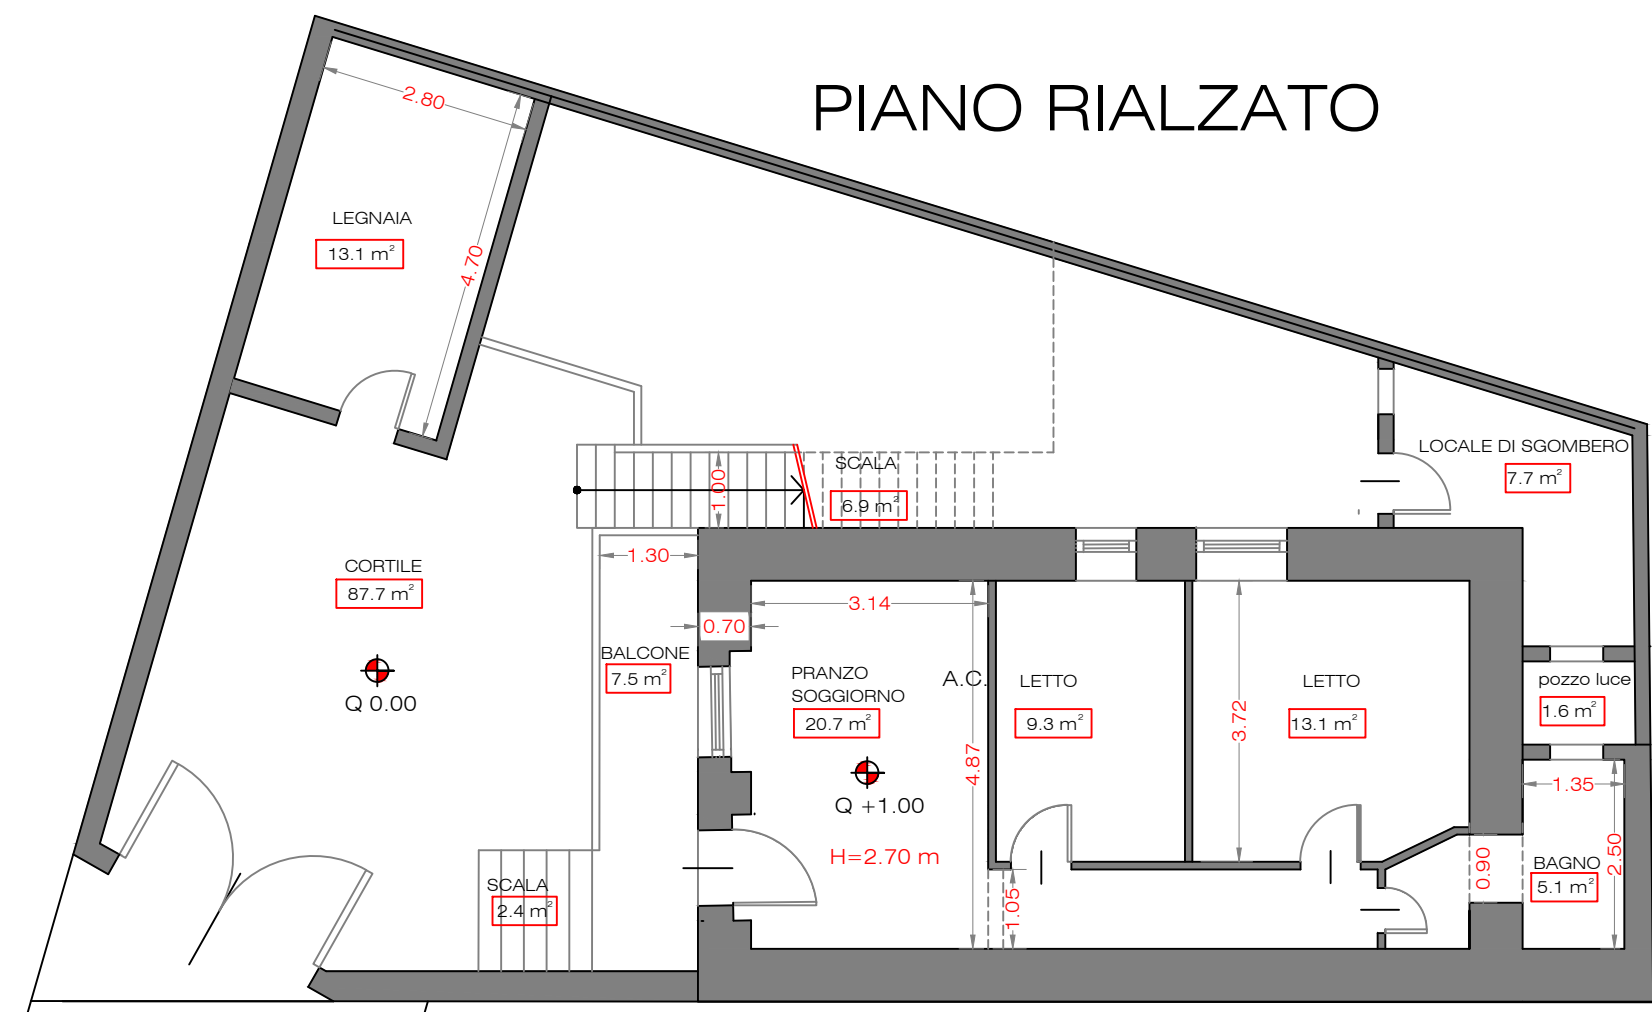 PIANO RIALZATO
2.80
LEGNAIA
13.1 m²
4.70
LOCALE DI SGOMBERO
7.7 m²
SCALA
6.9 m²
1.00
1.30
CORTILE
87.7 m²
Q 0.00
3.14
0.70
BALCONE
7.5 m²
PRANZO
SOGGIORNO
20.7 m²
A.C.
Q +1.00
H=2.70 m
4.87
LETTO
9.3 m²
LETTO
13.1 m²
3.72
pozzo luce
1.6 m²
1.35
2.50
BAGNO
5.1 m²
0.90
1.05
SCALA
2.4 m²